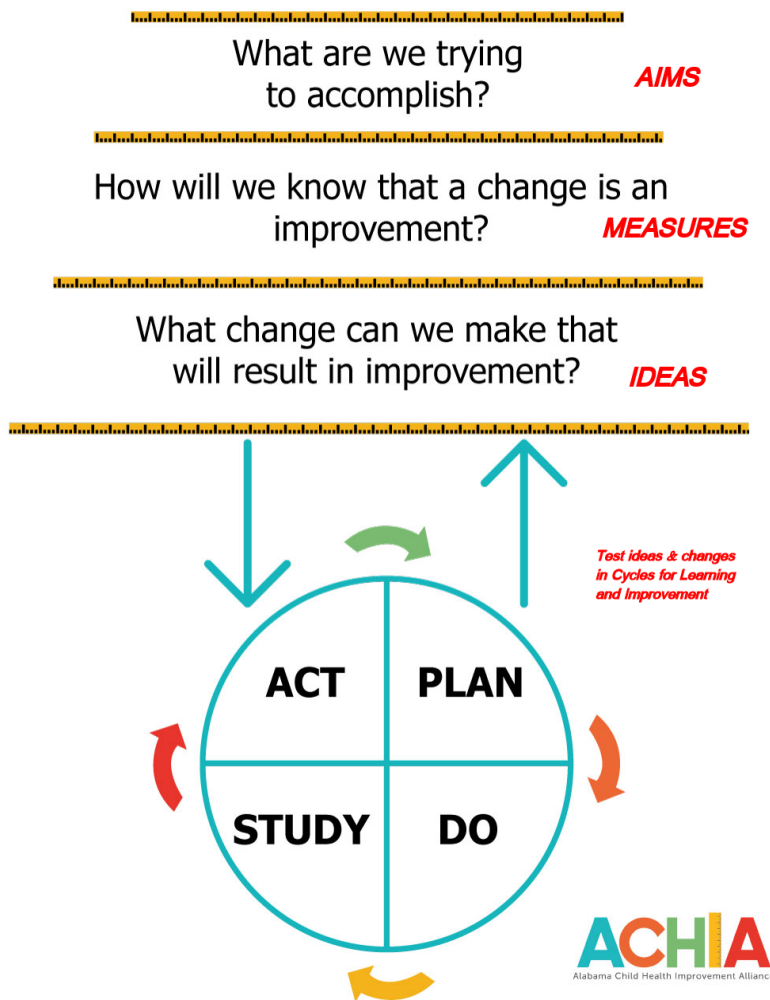 What are we trying
to accomplish?
AIMS
How will we know that a change is an
improvement?
MEASURES
What change can we make that
will result in improvement?
IDEAS
Test ideas & changes
in Cycles for Learning
and Improvement
ACT
PLAN
STUDY
DO
ACHIA
Alabama Child Health Improvement Allianc